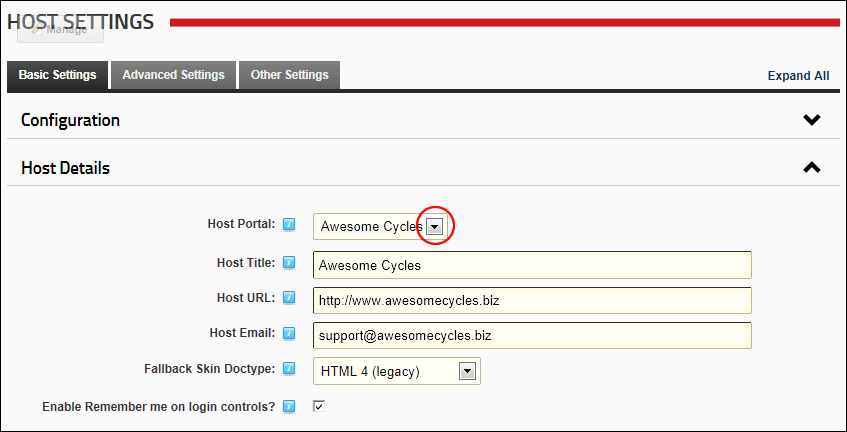 HOST SETTINGS
Manage
Basic Settings Advanced Settings Other Settings Expand All
Configuration
Host Details
Host Portal: Awesome Cycles
Host Title: Awesome Cycles
Host URL: http://www.awesomecycles.biz
Host Email: support@awesomecycles.biz
Fallback Skin Doctype: HTML 4 (legacy)
Enable Remember me on login controls?